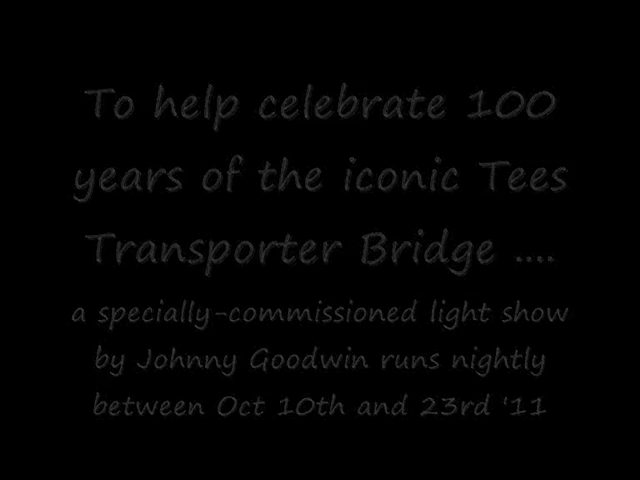 To help celebrate 100
years of the iconic Tees
Transporter Bridge ....
a specially-commissioned light show
by Johnny Goodwin runs nightly
between Oct 10th and 23rd '11